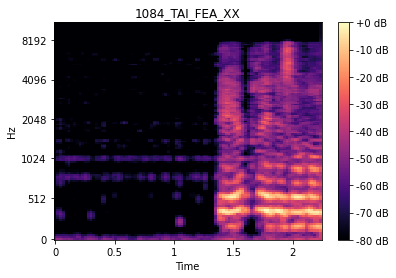 1084_TAI_FEA_XX
8192
4096
2048
1024
512
0
Hz
0
0.5
1
1.5
2
Time
+0 dB
-10 dB
-20 dB
-30 dB
-40 dB
-50 dB
-60 dB
-70 dB
-80 dB